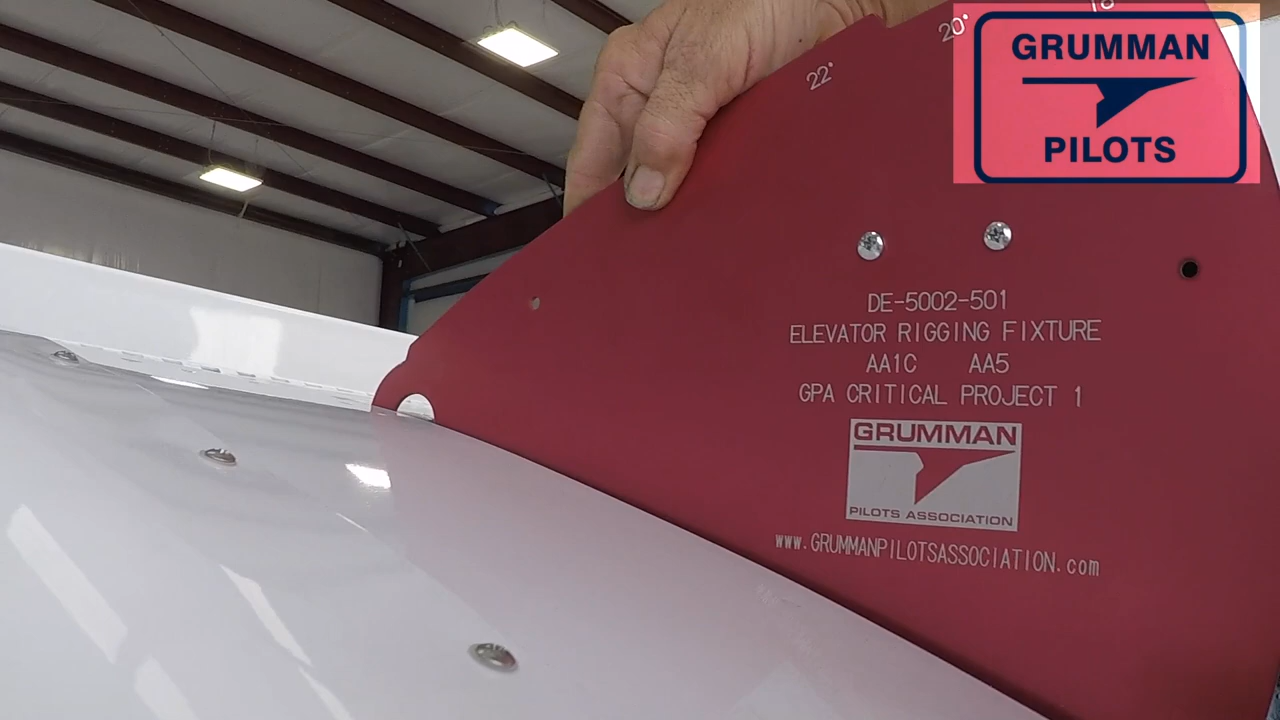 22°
20°
18
GRUMMAN
PILOTS
DE-5002-501
ELEVATOR RIGGING FIXTURE
AA1C AA5
GPA CRITICAL PROJECT 1
GRUMMAN
PILOTS ASSOCIATION
www.GRUMMANPILOTSASSOCIATION.com